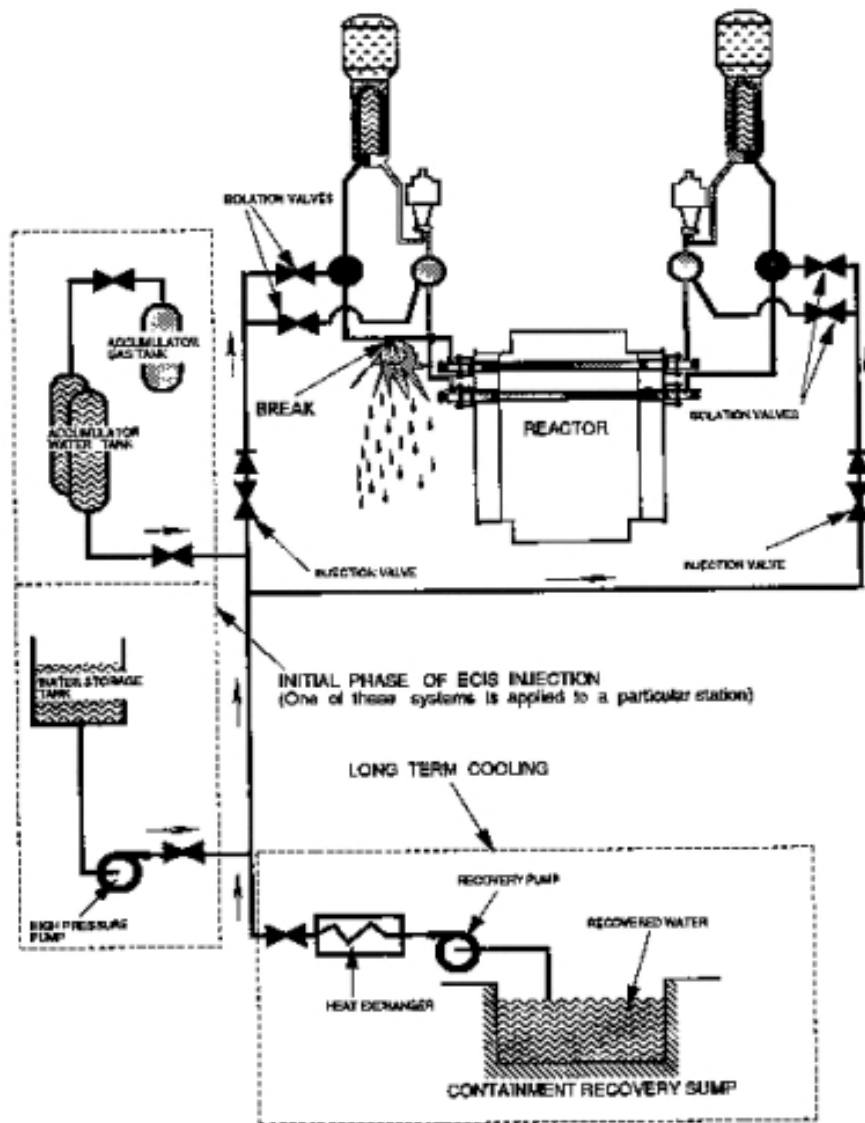 ISOLATION VALVES
ACCUMULATOR
GAS TANK
ACCUMULATOR
WATER TANK
BREAK
REACTOR
ISOLATION VALVES
INJECTION VALVE
INJECTION VALVE
WATER STORAGE
TANK
INITIAL PHASE OF ECIS INJECTION
(One of these systems is applied to a particular station)
LONG TERM COOLING
HIGH PRESSURE
PUMP
RECOVERY PUMP
RECOVERED WATER
HEAT EXCHANGER
CONTAINMENT RECOVERY SUMP